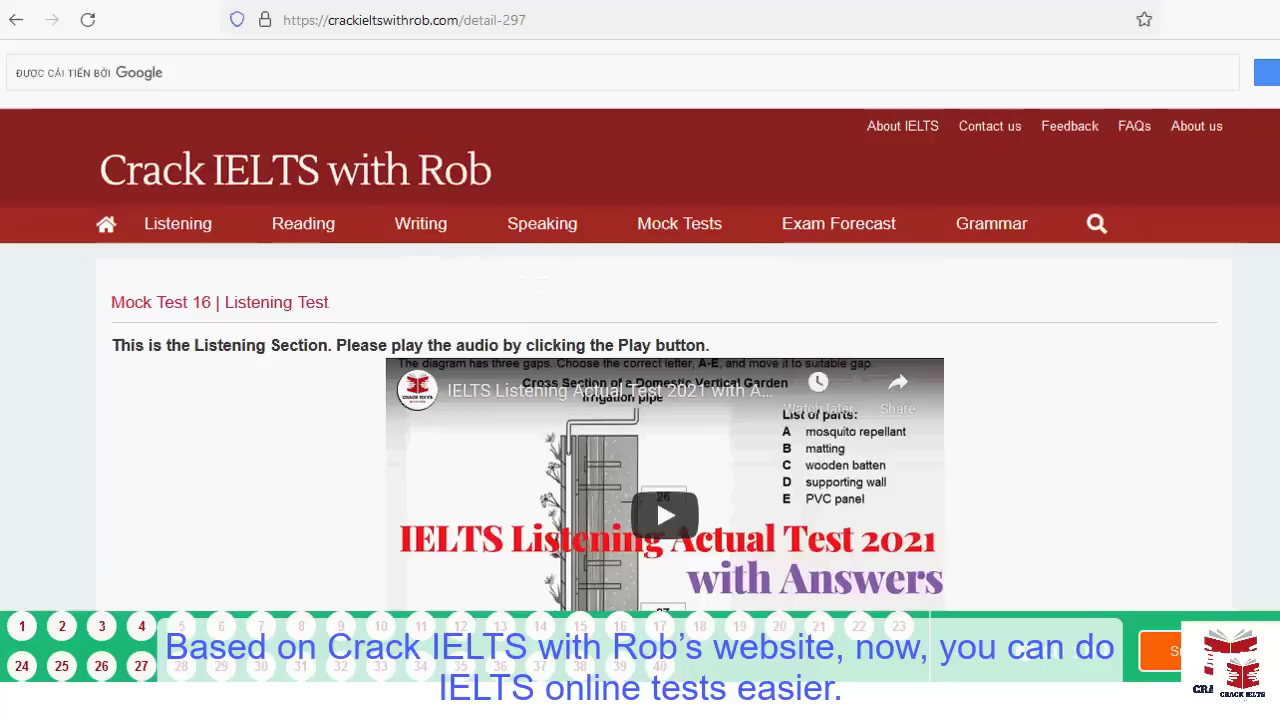 https://crackieltswithrob.com/detail-297
ĐƯỢC CẢI TIẾN BỞI Google
About IELTS Contact us Feedback FAQs About us
Crack IELTS with Rob
Listening Reading Writing Speaking Mock Tests Exam Forecast Grammar
Mock Test 16 | Listening Test
This is the Listening Section. Please play the audio by clicking the Play button.
The diagram has three gaps. Choose the correct letter, A-E, and move it to suitable gap.
Cross Section of a Domestic Vertical Garden
IELTS Listening Actual Test 2021 with A...
Irrigation pipe
Watch later Share
List of parts:
A mosquito repellant
B matting
C wooden batten
D supporting wall
E PVC panel
26
IELTS Listening Actual Test 2021
with Answers
27
1 2 3 4 5 6 7 8 9 10 11 12 13 14 15 16 17 18 19 20 21 22 23
24 25 26 27 28 29 30 31 32 33 34 35 36 37 38 39 40
Based on Crack IELTS with Rob's website, now, you can do
IELTS online tests easier.
CRACK IELTS